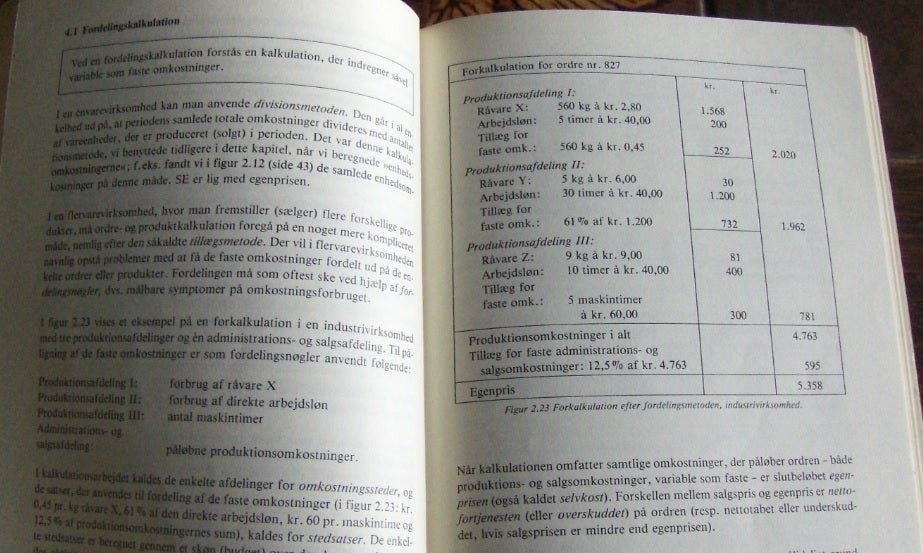 4.1 Fordelingskalkulation
Ved en fordelingskalkulation forstås en kalkulation, der indregner såvel
variable som faste omkostninger.
I en énvarevirksomhed kan man anvende divisionsmetoden. Den går i al en-
kelhed ud på, at periodens samlede totale omkostninger divideres med antallet
af vareenheder, der er produceret (solgt) i perioden. Det var denne kalkula-
tionsmetode, vi benyttede tidligere i dette kapitel, når vi beregnede »enheds-
omkostningerne«; f.eks. fandt vi i figur 2.12 (side 43) de samlede enhedsom-
kostninger på denne måde. SE er lig med egenprisen.
I en flervarevirksomhed, hvor man fremstiller (sælger) flere forskellige pro-
dukter, må ordre- og produktkalkulation foregå på en noget mere kompliceret
måde, nemlig efter den såkaldte tillægsmetode. Der vil i flervarevirksomheden
navnlig opstå problemer med at få de faste omkostninger fordelt ud på de en-
kelte ordrer eller produkter. Fordelingen må som oftest ske ved hjælp af for-
delingsnøgler, dvs. målbare symptomer på omkostningsforbruget.
I figur 2.23 vises et eksempel på en forkalkulation i en industrivirksomhed
med tre produktionsafdelinger og én administrations- og salgsafdeling. Til på-
ligning af de faste omkostninger er som fordelingsnøgler anvendt følgende:
Produktionsafdeling I: forbrug af råvare X
Produktionsafdeling II: forbrug af direkte arbejdsløn
Produktionsafdeling III: antal maskintimer
Administrations- og
salgsafdeling: påløbne produktionsomkostninger.
I kalkulationsarbejdet kaldes de enkelte afdelinger for omkostningssteder, og
de satser, der anvendes til fordeling af de faste omkostninger (i figur 2.23: kr.
0,45 pr. kg råvare X, 61% af den direkte arbejdsløn, kr. 60 pr. maskintime og
12,5% af produktionsomkostningernes sum), kaldes for stedsatser. De enkel-
te stedsatser er beregnet gennem et skøn (budget) over
Forkalkulation for ordre nr. 827
kr. kr.
Produktionsafdeling I:
Råvare X: 560 kg à kr. 2,80 1.568
Arbejdsløn: 5 timer à kr. 40,00 200
Tillæg for
faste omk.: 560 kg à kr. 0,45 252 2.020
Produktionsafdeling II:
Råvare Y: 5 kg à kr. 6,00 30
Arbejdsløn: 30 timer à kr. 40,00 1.200
Tillæg for
faste omk.: 61% af kr. 1.200 732 1.962
Produktionsafdeling III:
Råvare Z: 9 kg à kr. 9,00 81
Arbejdsløn: 10 timer à kr. 40,00 400
Tillæg for
faste omk.: 5 maskintimer
à kr. 60,00 300 781
Produktionsomkostninger i alt 4.763
Tillæg for faste administrations- og
salgsomkostninger: 12,5% af kr. 4.763 595
Egenpris 5.358
Figur 2.23 Forkalkulation efter fordelingsmetoden, industrivirksomhed.
Når kalkulationen omfatter samtlige omkostninger, der påløber ordren – både
produktions- og salgsomkostninger, variable som faste – er slutbeløbet egen-
prisen (også kaldet selvkost). Forskellen mellem salgspris og egenpris er netto-
fortjenesten (eller overskuddet) på ordren (resp. nettotabet eller underskud-
det, hvis salgsprisen er mindre end egenprisen).